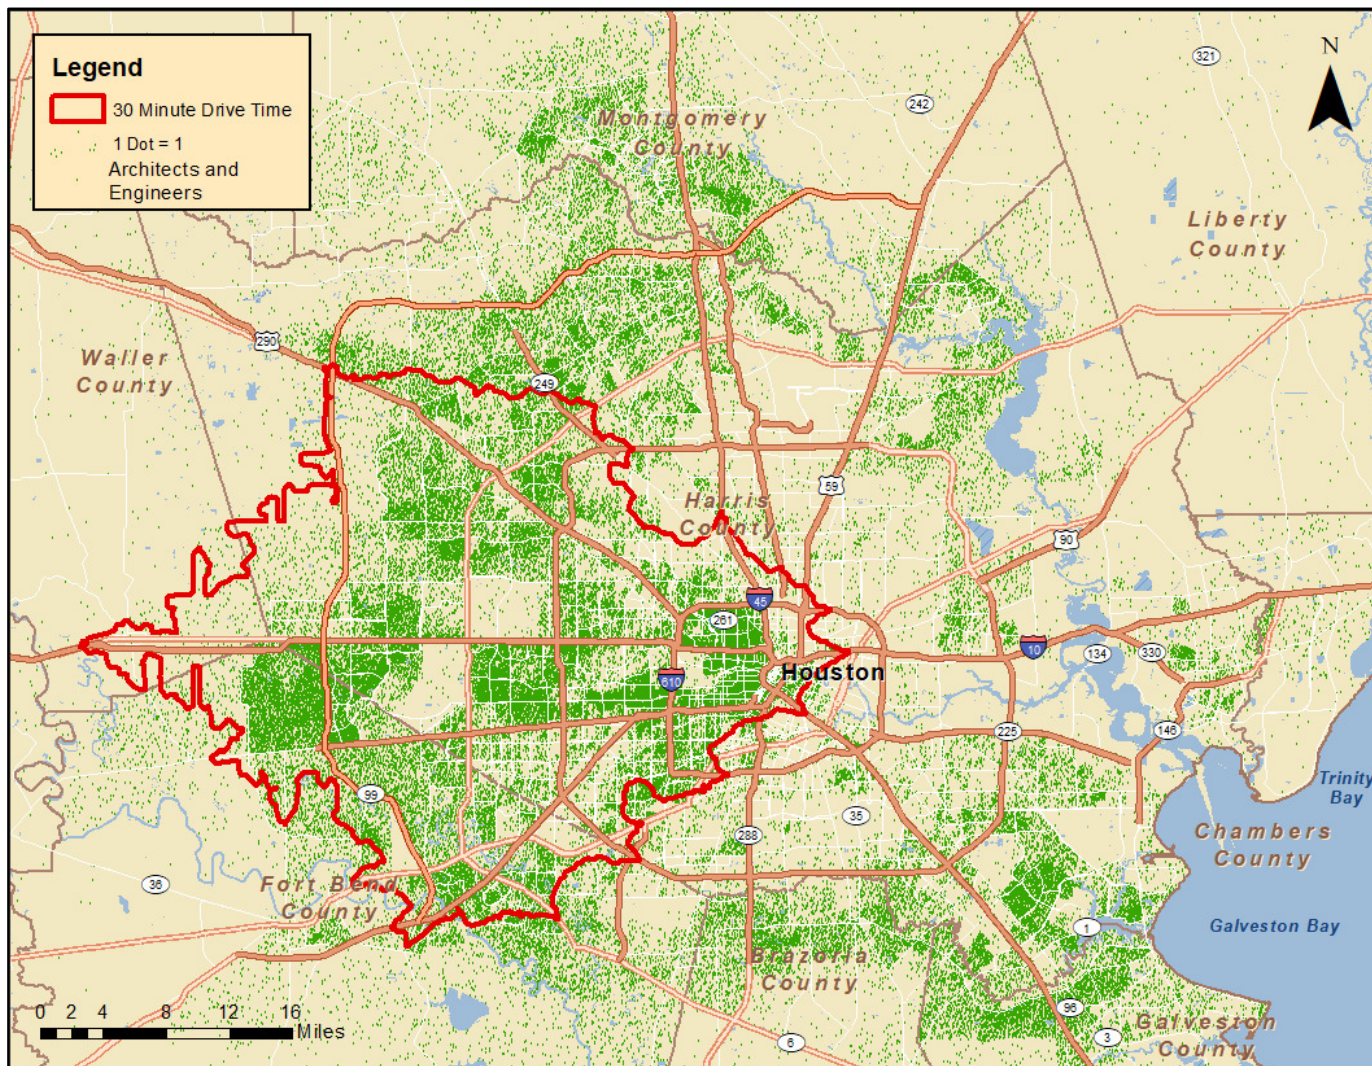 Legend
30 Minute Drive Time
1 Dot = 1
Architects and
Engineers
N
321
242
Montgomery
County
Liberty
County
290
Waller
County
249
59
Harris
County
90
45
261
10
134
330
Houston
610
225
146
Trinity
Bay
99
35
288
Chambers
County
36
Fort Bend
County
Galveston Bay
1
Brazoria
County
96
Galveston
County
3
6
0 2 4 8 12 16
Miles